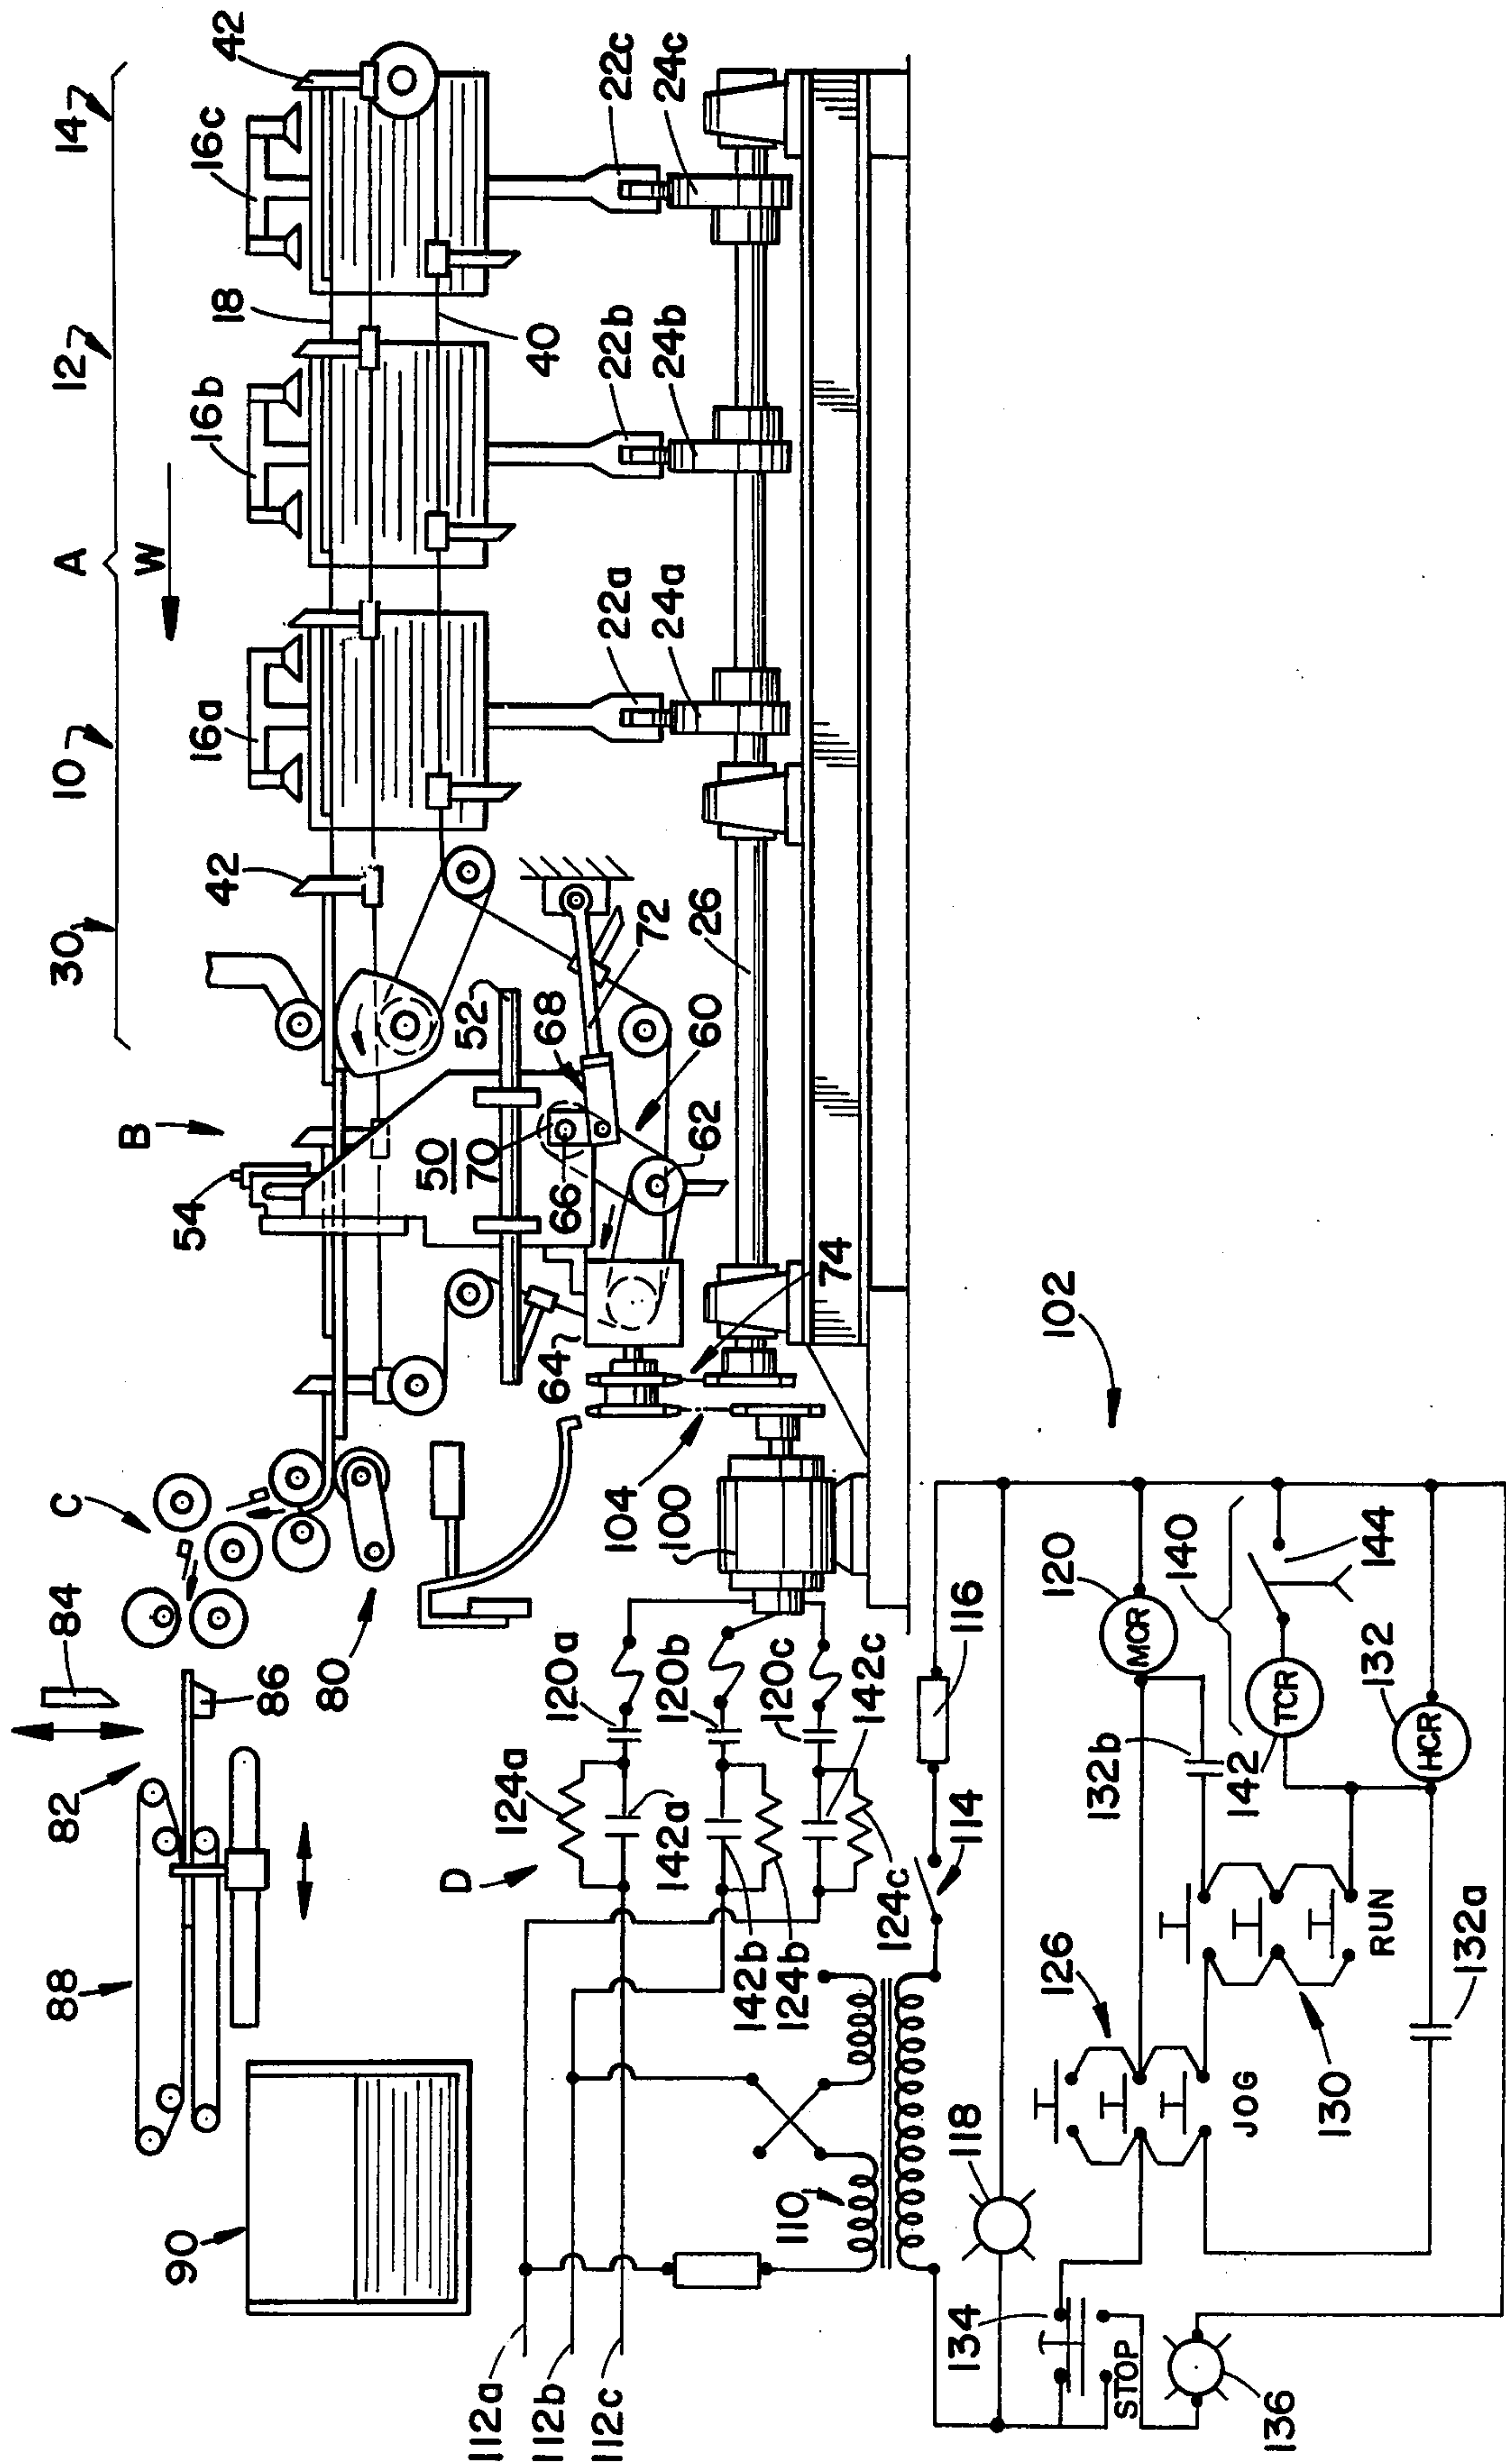 A
30
10
12
14
W
42
16a
16b
18
16c
42
40
22a
24a
22b
24b
22c
24c
B
54
50
52
70
66
68
72
60
62
64
26
74
C
80
84
86
82
88
90
104
100
D
120a
120b
120c
124a
142a
142b
124b
142c
124c
116
114
110
112a
112b
112c
118
134
STOP
136
126
JOG
130
RUN
132a
132b
142
TCR
MCR
120
140
144
HCR
132
102